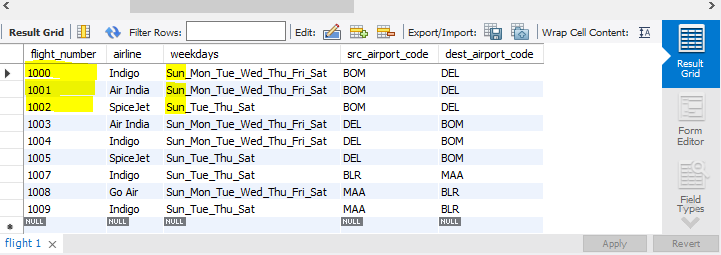 Result Grid Filter Rows: Edit: Export/Import: Wrap Cell Content: IA
flight_number airline weekdays src_airport_code dest_airport_code
1000 Indigo Sun_Mon_Tue_Wed_Thu_Fri_Sat BOM DEL
1001 Air India Sun_Mon_Tue_Wed_Thu_Fri_Sat BOM DEL
1002 SpiceJet Sun_Tue_Thu_Sat BOM DEL
1003 Air India Sun_Mon_Tue_Wed_Thu_Fri_Sat DEL BOM
1004 Indigo Sun_Mon_Tue_Wed_Thu_Fri_Sat DEL BOM
1005 SpiceJet Sun_Tue_Thu_Sat DEL BOM
1007 Indigo Sun_Tue_Thu_Sat BLR MAA
1008 Go Air Sun_Mon_Tue_Wed_Thu_Fri_Sat MAA BLR
1009 Indigo Sun_Tue_Thu_Sat MAA BLR
NULL NULL NULL NULL NULL
Result
Grid
Form
Editor
Field
Types
flight 1 Apply Revert